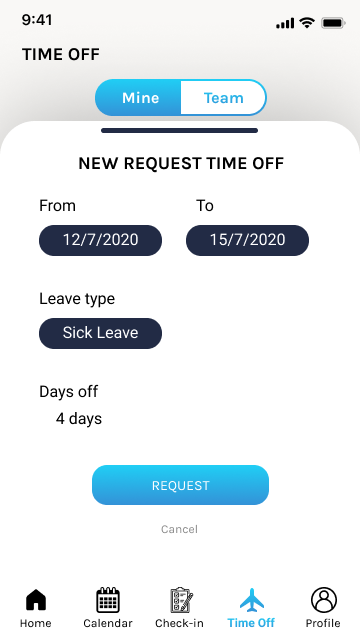 9:41
TIME OFF
Mine Team
NEW REQUEST TIME OFF
From To
12/7/2020 15/7/2020
Leave type
Sick Leave
Days off
4 days
REQUEST
Cancel
Home Calendar Check-in Time Off Profile